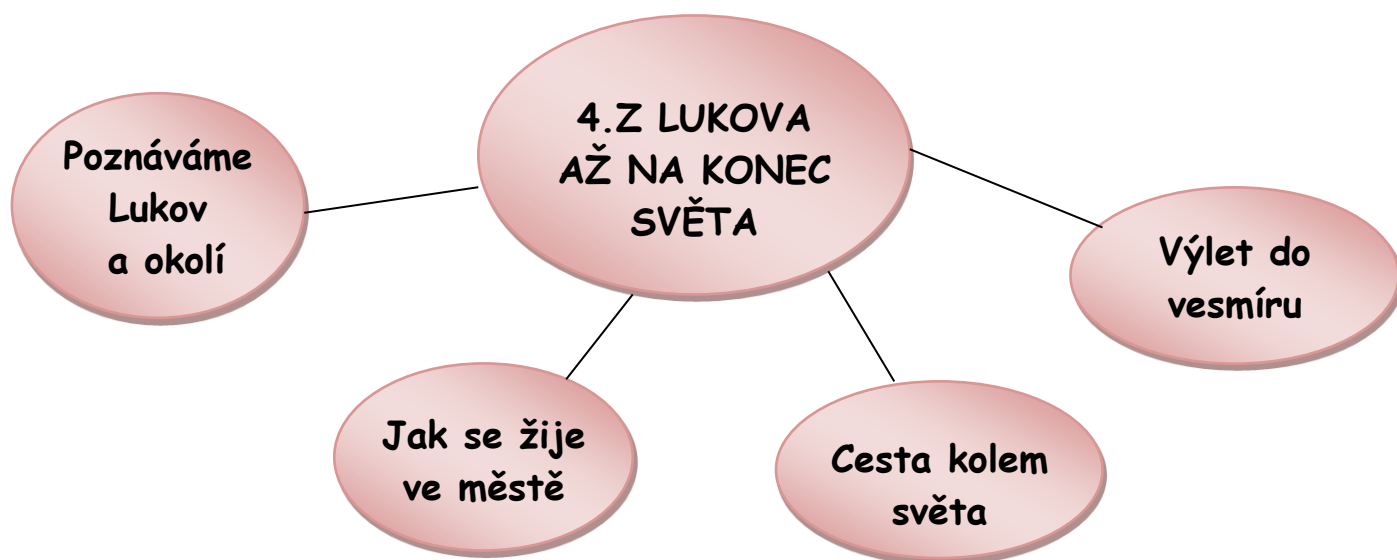 4.Z LUKOVA
AŽ NA KONEC
SVĚTA
Poznáváme
Lukov
a okolí
Výlet do
vesmíru
Jak se žije
ve městě
Cesta kolem
světa